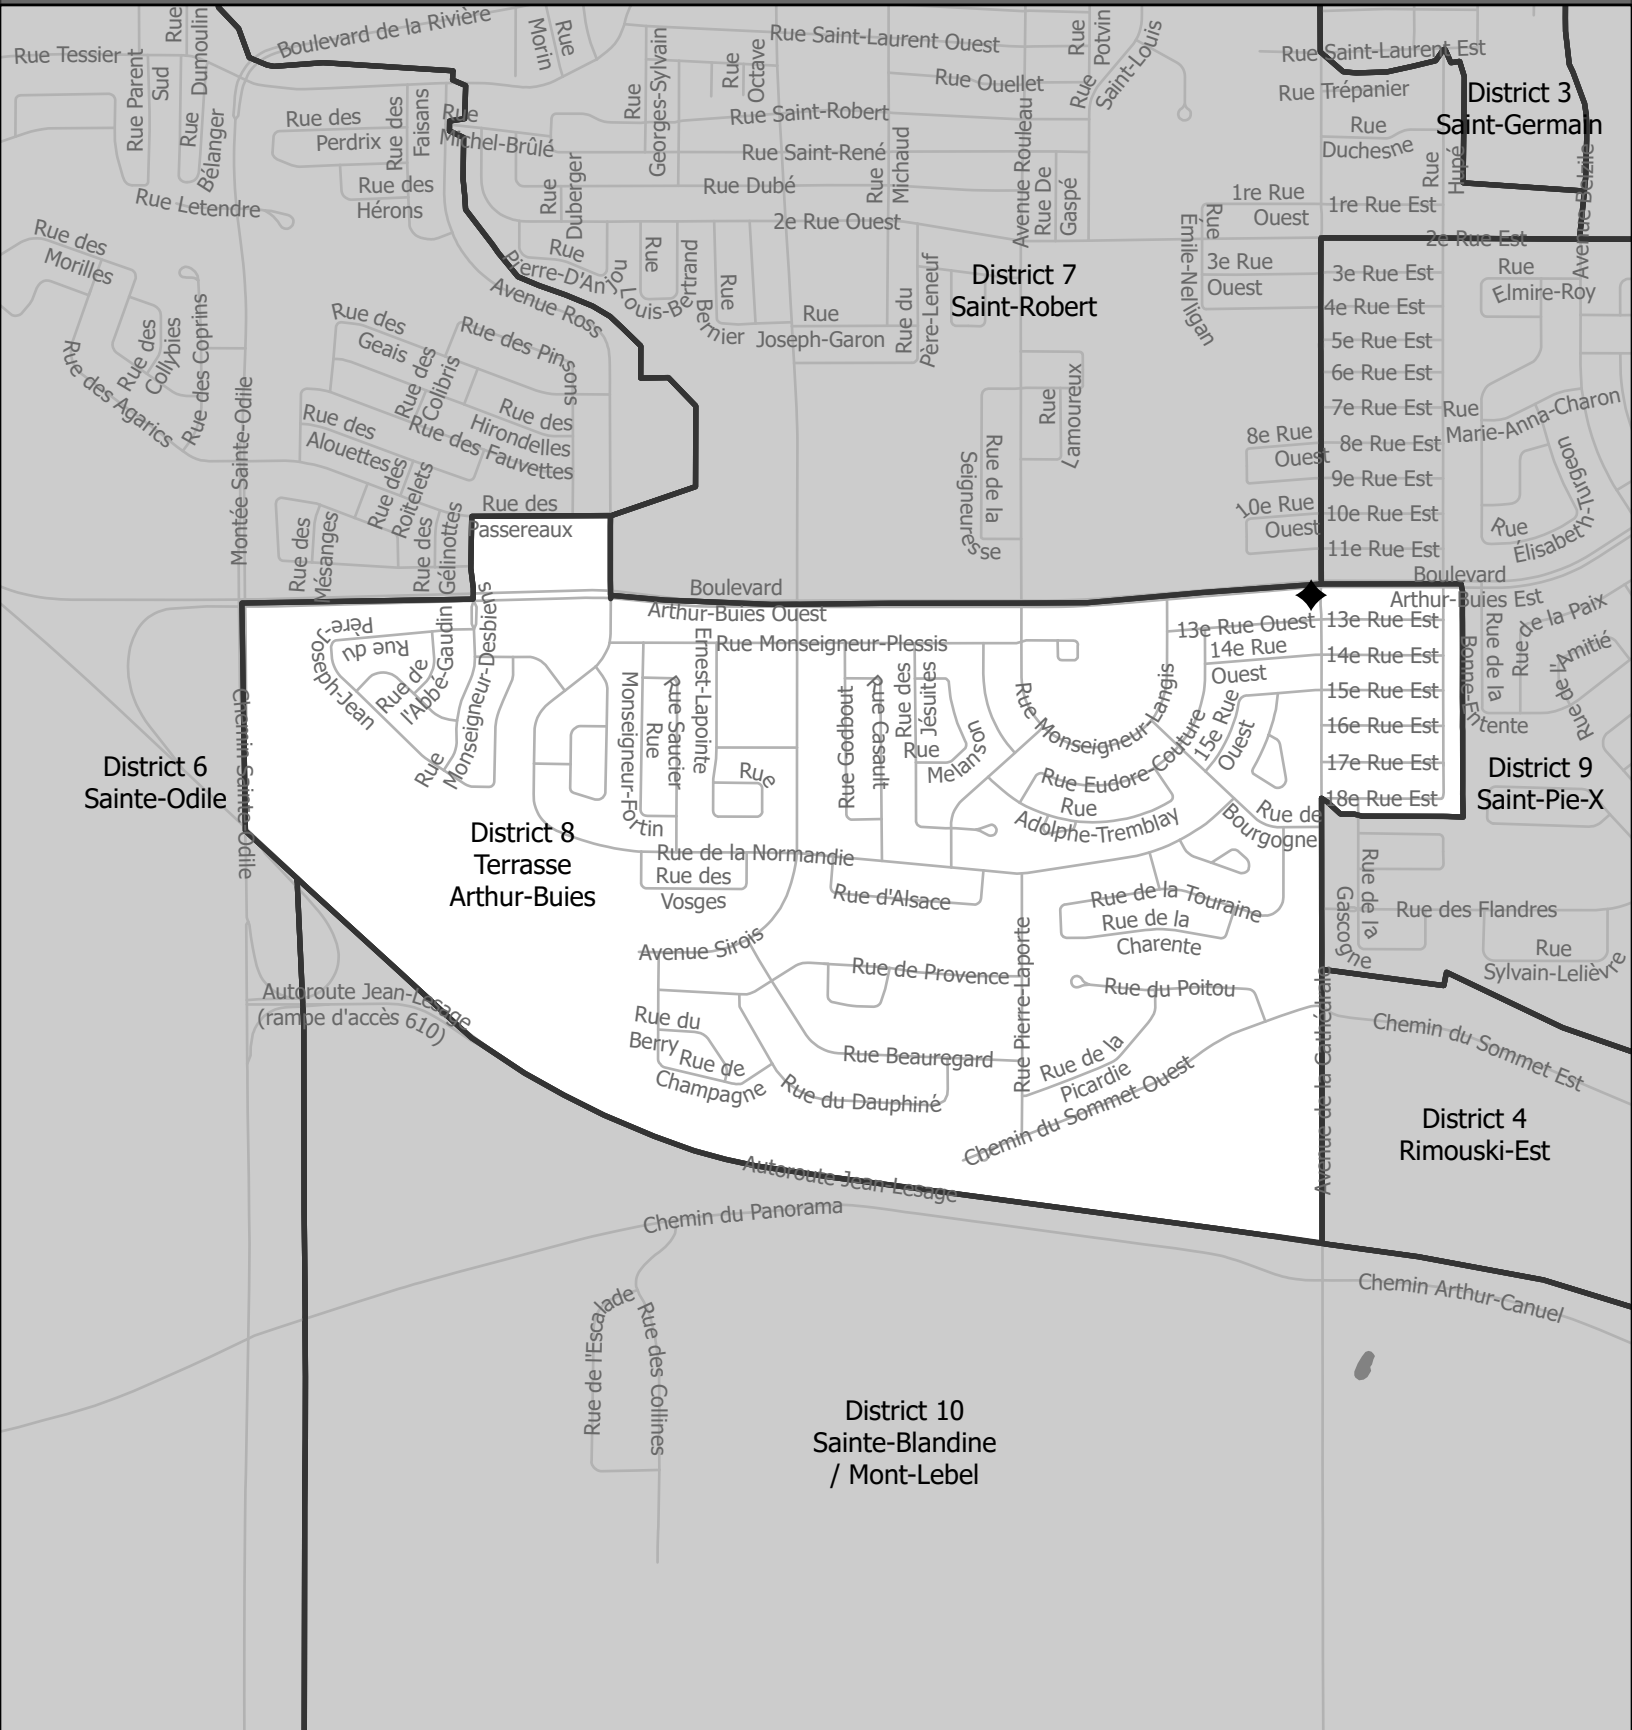 Rue Tessier
Rue Parent
Sud
Rue
Dumoulin
Rue
Bélanger
Boulevard de la Rivière
Rue
Morin
Rue Letendre
Rue des
Perdrix
Rue des
Faisans
Rue des
Hérons
Rue
Michel-Brûlé
Rue
Duberger
Rue
Georges-Sylvain
Rue
Octave
Rue Saint-Laurent Ouest
Rue Ouellet
Rue Saint-Robert
Rue Saint-René
Rue Dubé
2e Rue Ouest
Rue
Michaud
Avenue Rouleau
Rue De
Gaspé
Rue
Potvin
Rue
Saint-Louis
Rue Saint-Laurent Est
Rue Trépanier
Rue
Duchesne
Rue
Hupé
District 3
Saint-Germain
Avenue Belzile
1re Rue
Ouest
1re Rue Est
2e Rue Est
Rue
Émile-Nelligan
3e Rue
Ouest
3e Rue Est
4e Rue Est
5e Rue Est
6e Rue Est
7e Rue Est
8e Rue
Ouest
8e Rue Est
9e Rue Est
10e Rue
Ouest
10e Rue Est
11e Rue Est
Rue
Elmire-Roy
Rue
Marie-Anna-Charon
Rue
Élisabeth-Turgeon
District 7
Saint-Robert
Rue des
Morilles
Rue des Agarics
Rue des
Collybies
Rue des Coprins
Montée Sainte-Odile
Rue des
Geais
Rue des
Colibris
Rue des Pinsons
Rue des
Hirondelles
Rue des
Alouettes
Rue des Fauvettes
Rue des
Roitelets
Rue des
Mésanges
Rue des
Gélinottes
Rue des
Passereaux
Avenue Ross
Rue
Pierre-D'Anjou
Rue
Louis-Bertrand
Rue
Bernier
Rue
Joseph-Garon
Rue du
Père-Leneuf
Rue
Lamoureux
Rue de la
Seigneuresse
Boulevard
Arthur-Buies Ouest
Boulevard
Arthur-Buies Est
Rue du
Père-Joseph-Jean
Rue de
l'Abbé-Gaudin
Rue
Monseigneur-Desbiens
Chemin Sainte-Odile
District 6
Sainte-Odile
District 8
Terrasse
Arthur-Buies
Rue
Monseigneur-Fortin
Rue Saucier
Ernest-Lapointe
Rue
Rue Monseigneur-Plessis
Rue Godbout
Rue Casault
Rue des
Jésuites
Rue
Melanson
Rue Monseigneur-Langis
Rue Eudore-Couture
Rue
Adolphe-Tremblay
13e Rue Ouest
14e Rue
Ouest
15e Rue
Ouest
13e Rue Est
14e Rue Est
15e Rue Est
16e Rue Est
17e Rue Est
18e Rue Est
Rue de la
Bonne-Entente
Rue
de la Paix
Rue de
l'Amitié
District 9
Saint-Pie-X
Rue de
Bourgogne
Rue de la Normandie
Rue des
Vosges
Rue d'Alsace
Rue de la Touraine
Rue de la
Charente
Rue de la
Gascogne
Rue des Flandres
Rue
Sylvain-Lelièvre
Avenue Sirois
Rue de Provence
Rue Pierre-Laporte
Rue du Poitou
Rue du
Berry
Rue de
Champagne
Rue Beauregard
Rue du Dauphiné
Rue de la
Picardie
Chemin du Sommet Ouest
Avenue de la Cathédrale
Chemin du Sommet Est
District 4
Rimouski-Est
Autoroute Jean-Lesage
(rampe d'accès 610)
Autoroute Jean-Lesage
Chemin du Panorama
Chemin Arthur-Canuel
Rue de l'Escalade
Rue des Collines
District 10
Sainte-Blandine
/ Mont-Lebel